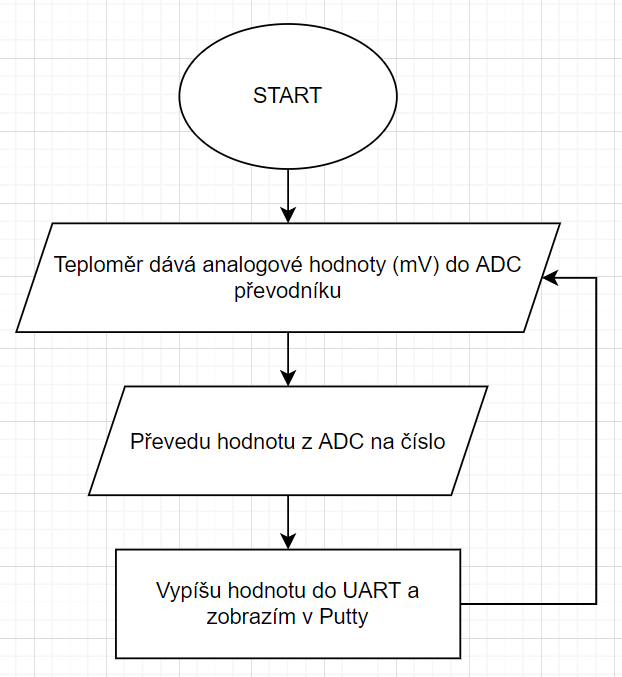 START
Teploměr dává analogové hodnoty (mV) do ADC
převodníku
Převedu hodnotu z ADC na číslo
Vypíšu hodnotu do UART a
zobrazím v Putty